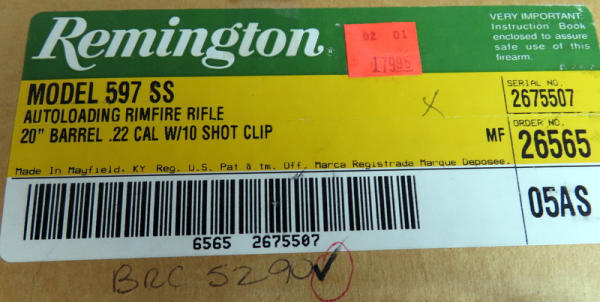 Remington®
VERY IMPORTANT:
Instruction Book
enclosed to assure
safe use of this
firearm.
02 01
17995
MODEL 597 SS
AUTOLOADING RIMFIRE RIFLE
20" BARREL .22 CAL W/10 SHOT CLIP
X
MF
SERIAL NO.
2675507
ORDER NO.
26565
Made In Mayfield, KY Reg. U.S. Pat & tm. Off. Marca Registrada Marque Deposee.
05AS
6565 2675507
BRC 5290